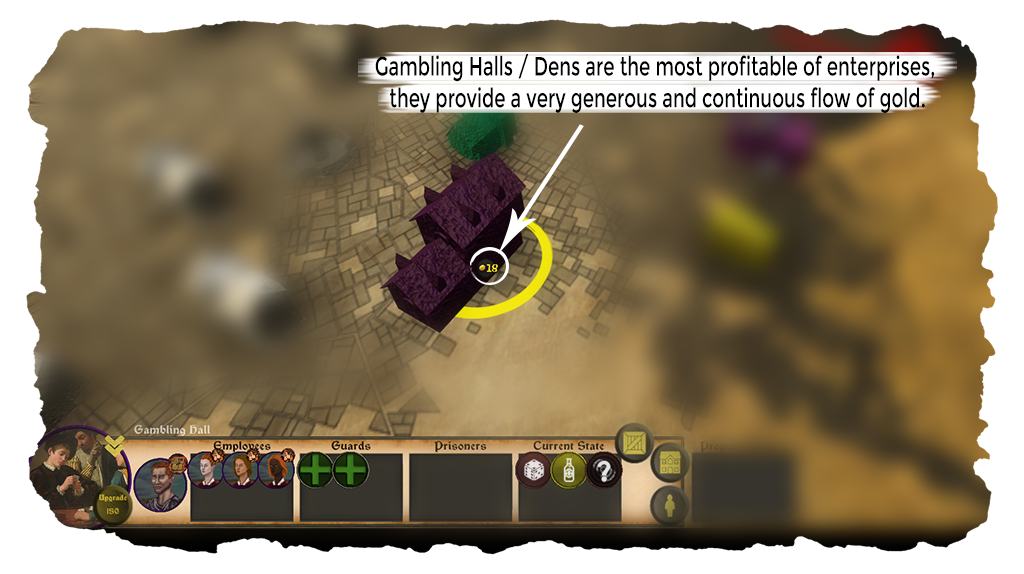 Gambling Halls / Dens are the most profitable of enterprises,
they provide a very generous and continuous flow of gold.
18
Gambling Hall
Employees
Guards
Prisoners
Current State
Upgrade
150